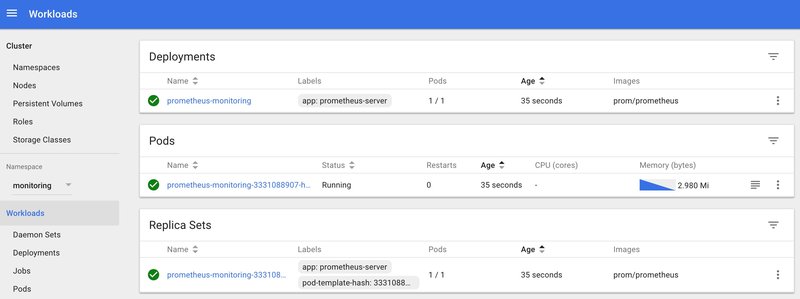 Workloads
Cluster
Namespaces
Nodes
Persistent Volumes
Roles
Storage Classes
Namespace
monitoring
Workloads
Daemon Sets
Deployments
Jobs
Pods
Deployments
Name Labels Pods Age Images
prometheus-monitoring app: prometheus-server 1 / 1 35 seconds prom/prometheus
Pods
Name Status Restarts Age CPU (cores) Memory (bytes)
prometheus-monitoring-3331088907-h... Running 0 35 seconds - 2.980 Mi
Replica Sets
Name Labels Pods Age Images
prometheus-monitoring-333108... app: prometheus-server 1 / 1 35 seconds prom/prometheus
pod-template-hash: 3331088...